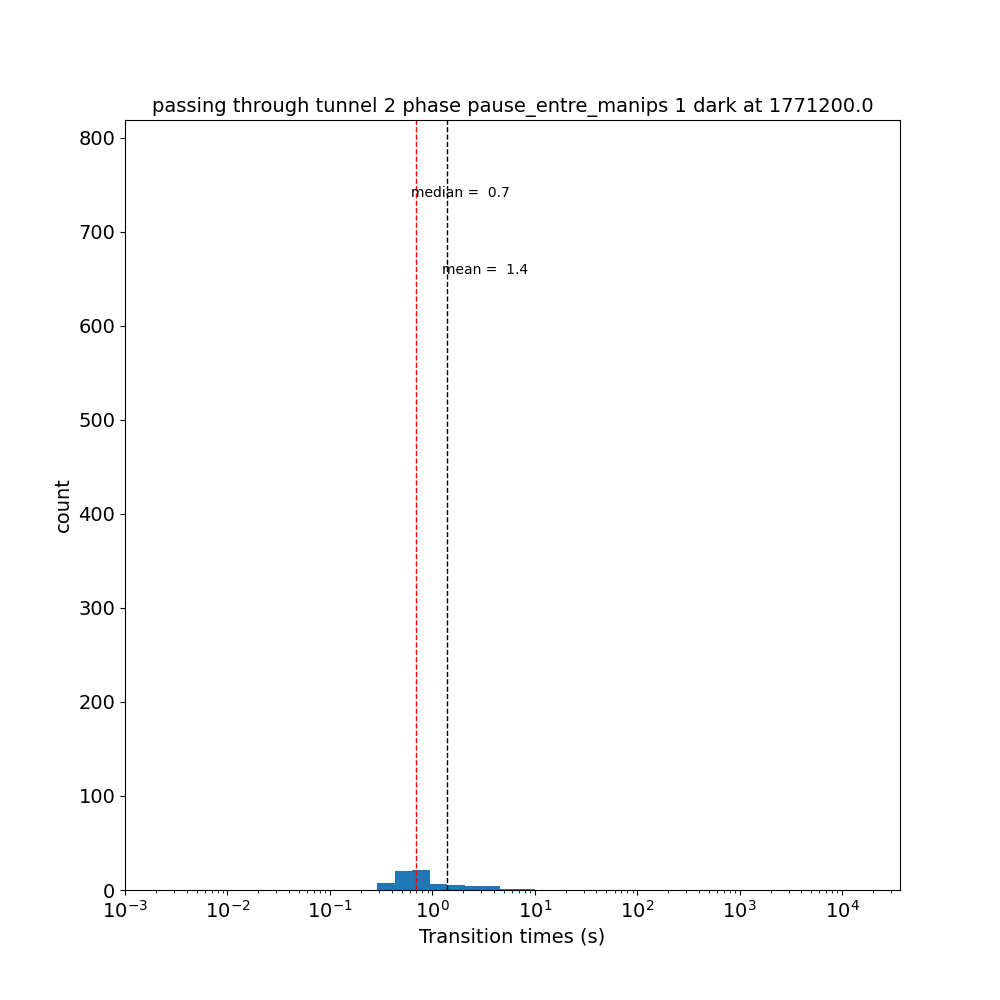 passing through tunnel 2 phase pause_entre_manips 1 dark at 1771200.0
800
median =  0.7
700
mean =  1.4
600
500
count
400
300
200
100
0
10⁻³ 10⁻² 10⁻¹ 10⁰ 10¹ 10² 10³ 10⁴
Transition times (s)